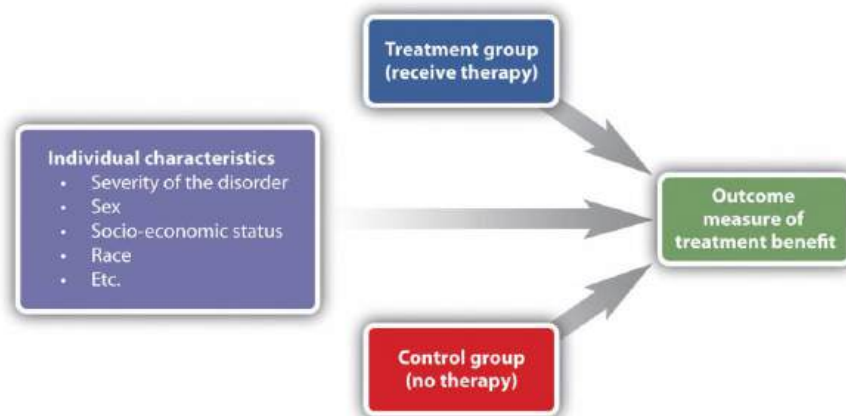 Treatment group
(receive therapy)
Individual characteristics
• Severity of the disorder
• Sex
• Socio-economic status
• Race
• Etc.
Outcome
measure of
treatment benefit
Control group
(no therapy)